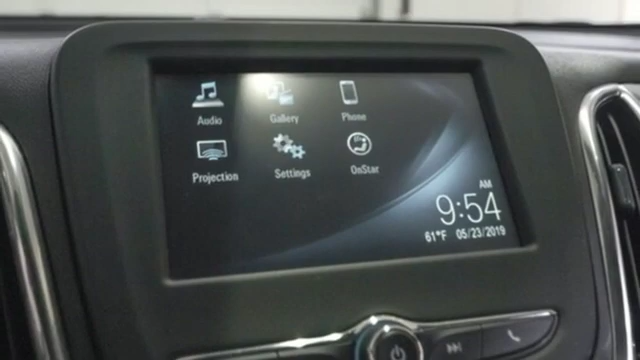 Audio Gallery Phone
Projection Settings OnStar
AM
9:54
61°F 05/23/2019